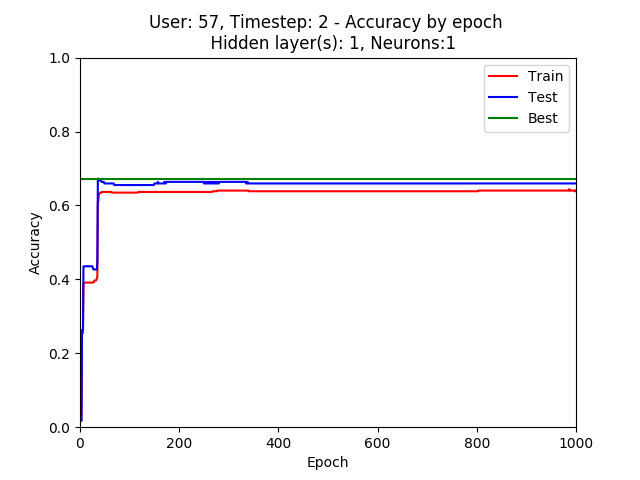 User: 57, Timestep: 2 - Accuracy by epoch
Hidden layer(s): 1, Neurons:1
1.0
0.8
0.6
0.4
0.2
0.0
Accuracy
Train
Test
Best
0 200 400 600 800 1000
Epoch